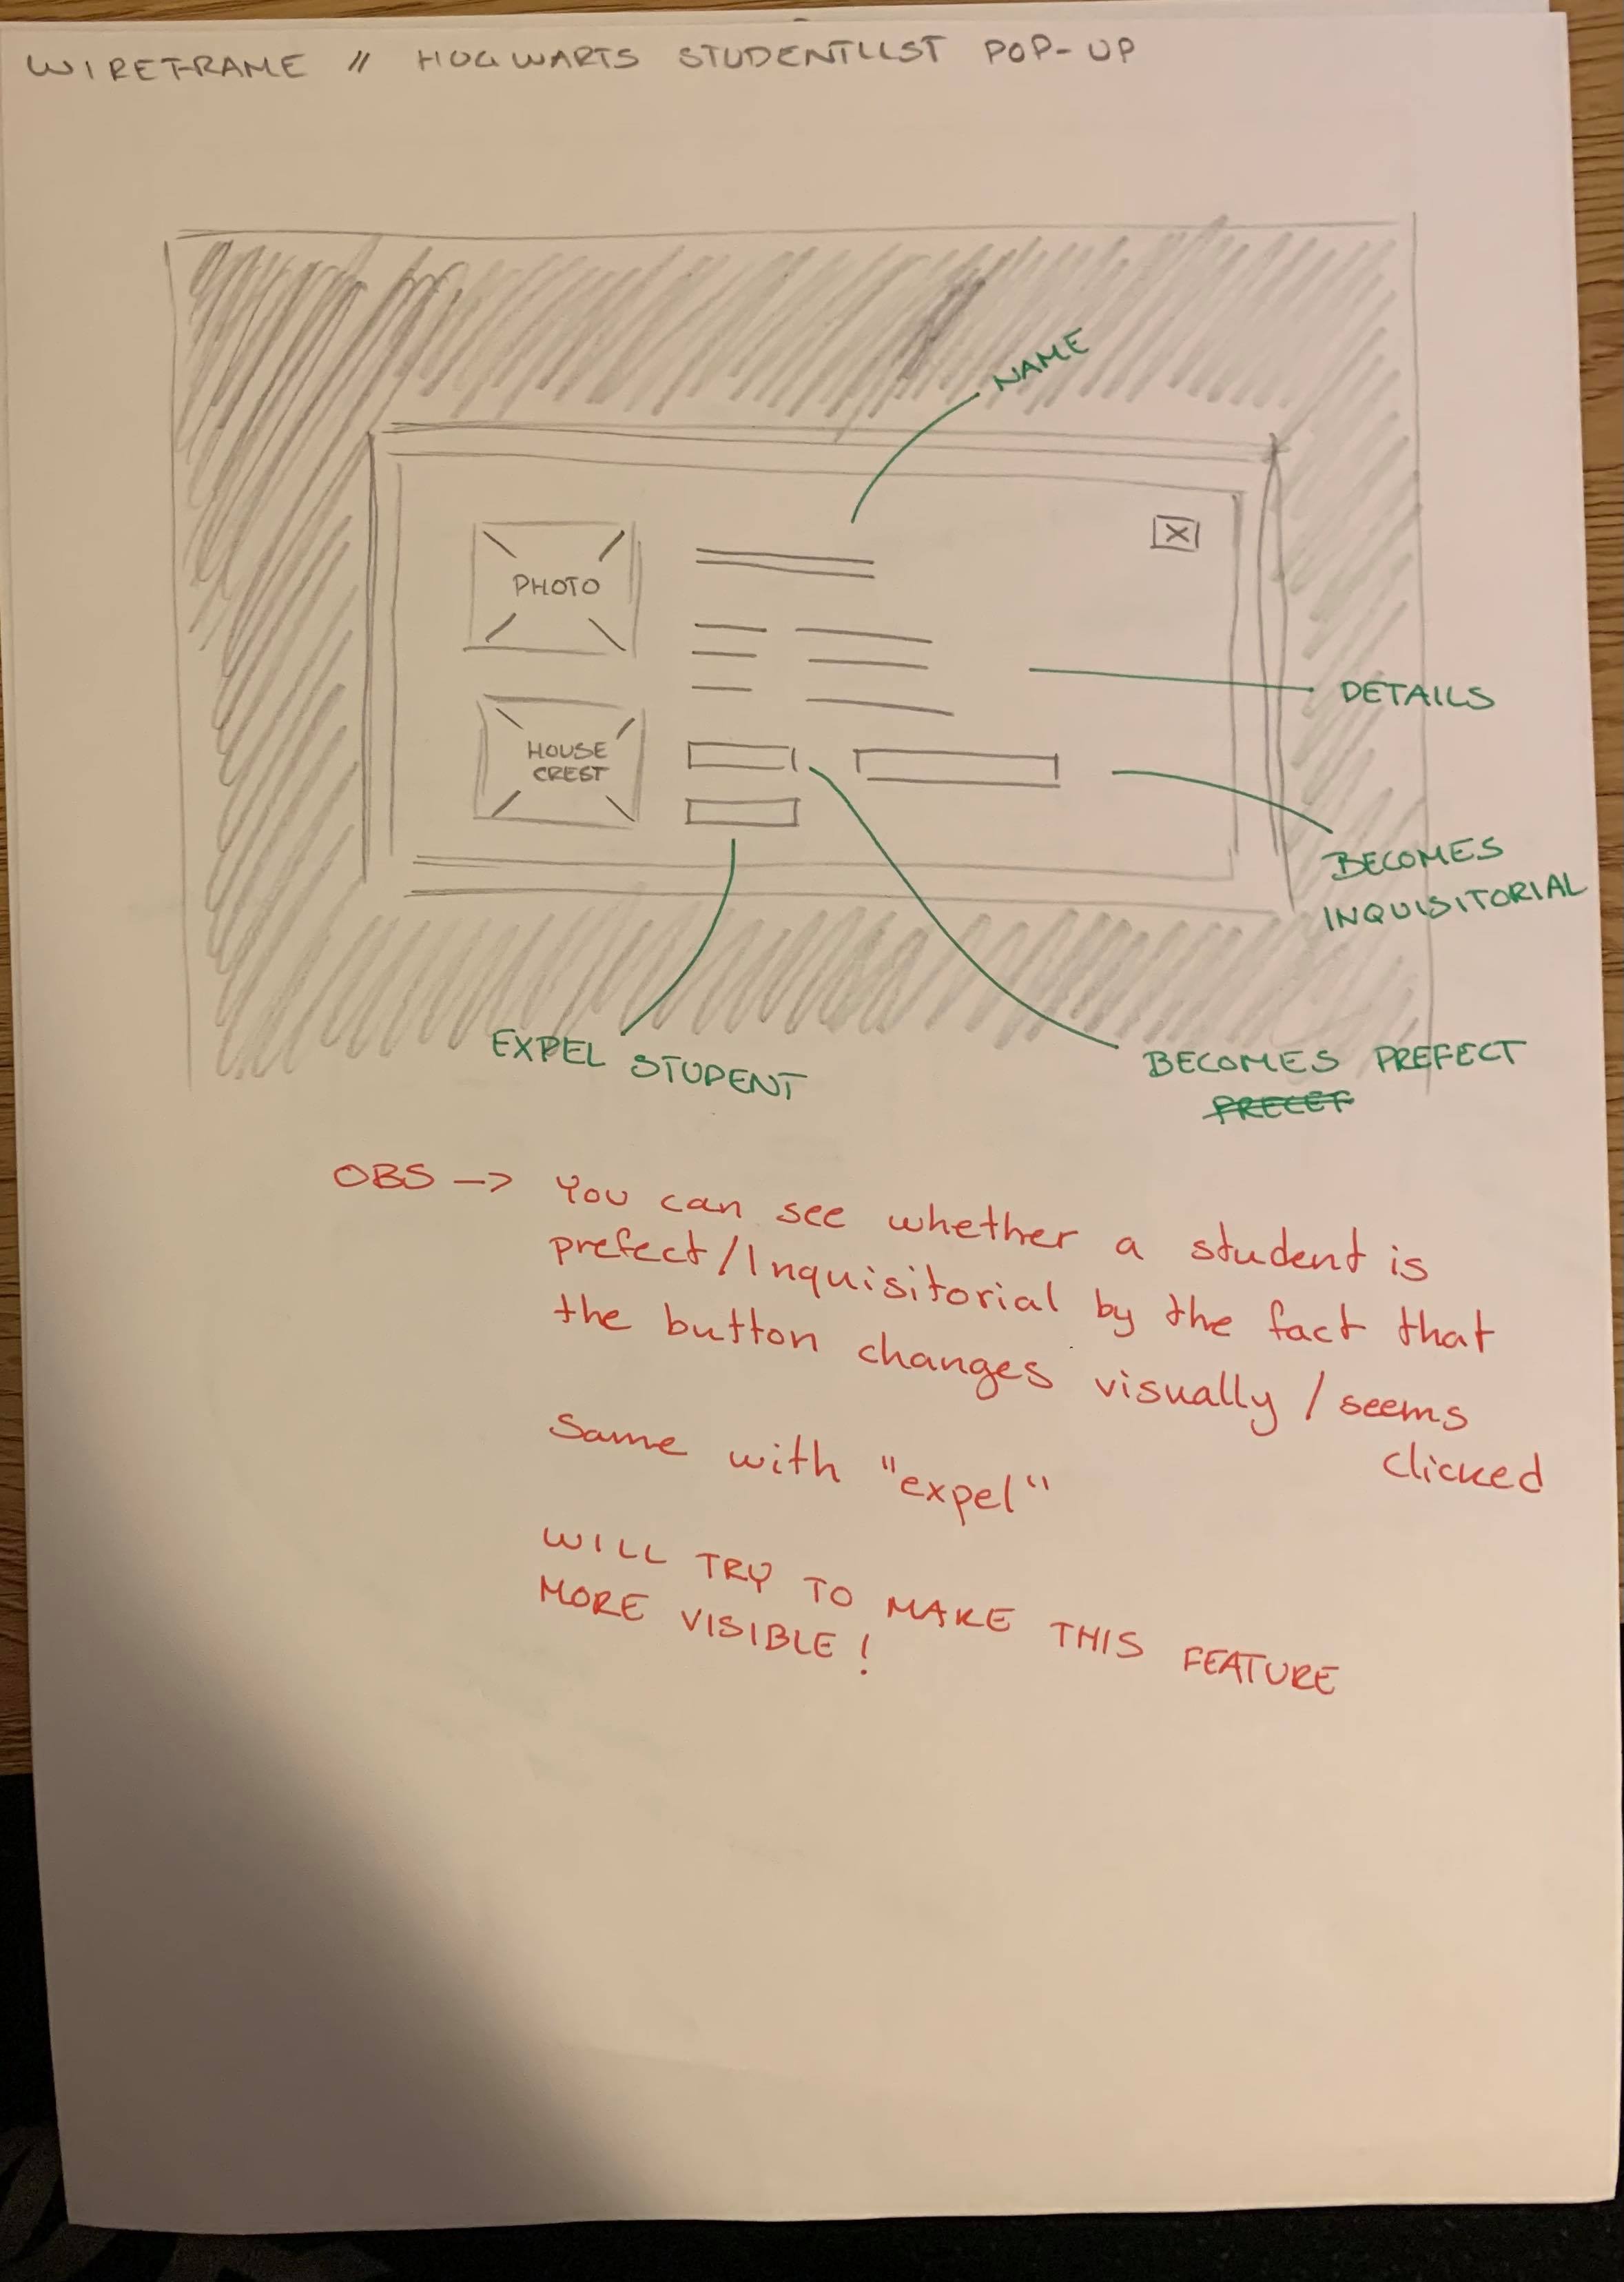 WIREFRAME // HOGWARTS STUDENTLIST POP-UP
NAME
X
PHOTO
DETAILS
HOUSE
CREST
BECOMES
INQUISITORIAL
EXPEL STUDENT
BECOMES PREFECT
OBS -> You can see whether a student is
prefect/Inquisitorial by the fact that
the button changes visually / seems
clicked
Same with "expel"
WILL TRY TO MAKE THIS FEATURE
MORE VISIBLE!